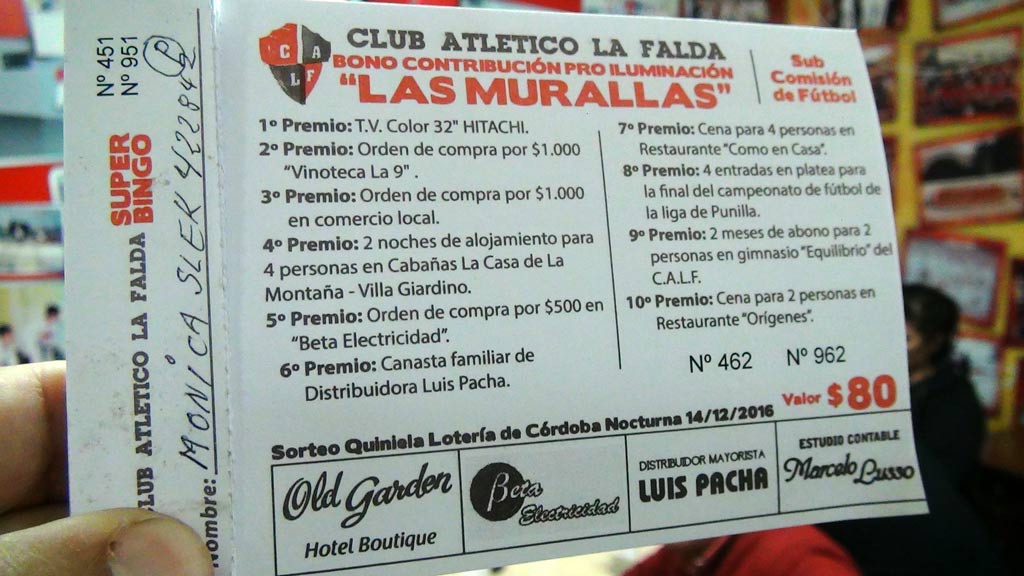 Nº 451
Nº 951
CLUB ATLETICO LA FALDA SUPER BINGO
Nombre: MONiCA SLEK 422842
C A L F
CLUB ATLETICO LA FALDA
BONO CONTRIBUCIÓN PRO ILUMINACIÓN
"LAS MURALLAS"
Sub
Comisión
de Fútbol
1º Premio: T.V. Color 32" HITACHI.
2º Premio: Orden de compra por $1.000
"Vinoteca La 9" .
3º Premio: Orden de compra por $1.000
en comercio local.
4º Premio: 2 noches de alojamiento para
4 personas en Cabañas La Casa de La
Montaña - Villa Giardino.
5º Premio: Orden de compra por $500 en
"Beta Electricidad".
6º Premio: Canasta familiar de
Distribuidora Luis Pacha.
7º Premio: Cena para 4 personas en
Restaurante "Como en Casa".
8º Premio: 4 entradas en platea para
la final del campeonato de fútbol de
la liga de Punilla.
9º Premio: 2 meses de abono para 2
personas en gimnasio "Equilibrio" del
C.A.L.F.
10º Premio: Cena para 2 personas en
Restaurante "Orígenes".
Nº 462 Nº 962
Valor $80
Sorteo Quiniela Lotería de Córdoba Nocturna 14/12/2016
Old Garden
Hotel Boutique
Beta
Electricidad
DISTRIBUIDOR MAYORISTA
LUIS PACHA
ESTUDIO CONTABLE
Marcelo Lusso